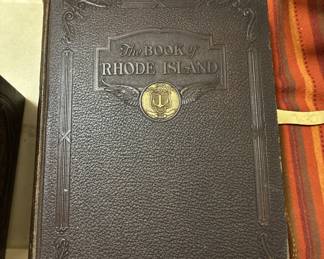 The BOOK of
RHODE ISLAND